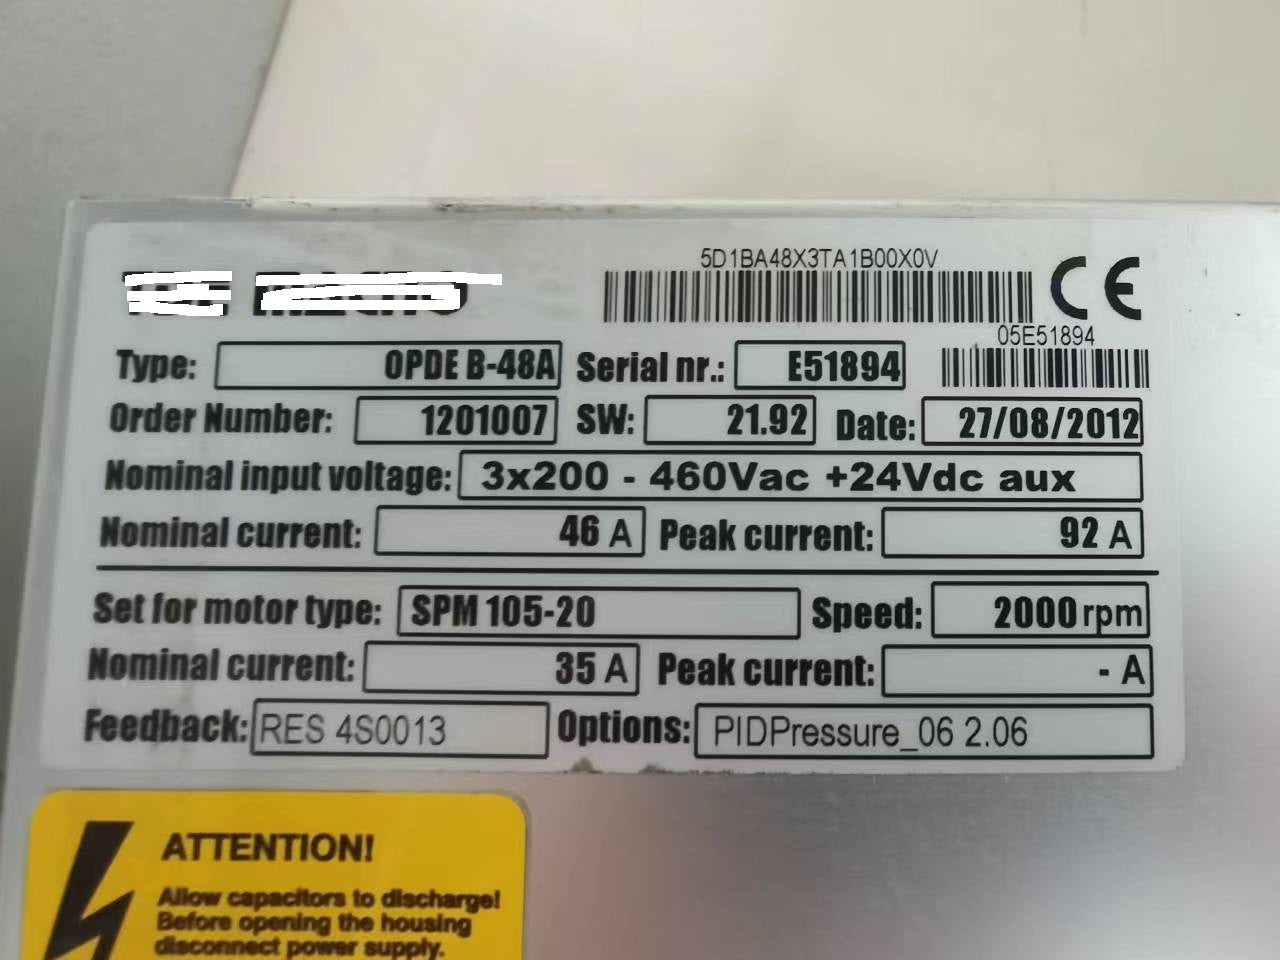 5D1BA48X3TA1B00X0V
CE
05E51894
Type: OPDE B-48A Serial nr.: E51894
Order Number: 1201007 SW: 21.92 Date: 27/08/2012
Nominal input voltage: 3x200 - 460Vac +24Vdc aux
Nominal current: 46 A Peak current: 92 A
Set for motor type: SPM 105-20 Speed: 2000 rpm
Nominal current: 35 A Peak current: - A
Feedback: RES 4S0013 Options: PIDPressure_06 2.06
ATTENTION!
Allow capacitors to discharge!
Before opening the housing
disconnect power supply.